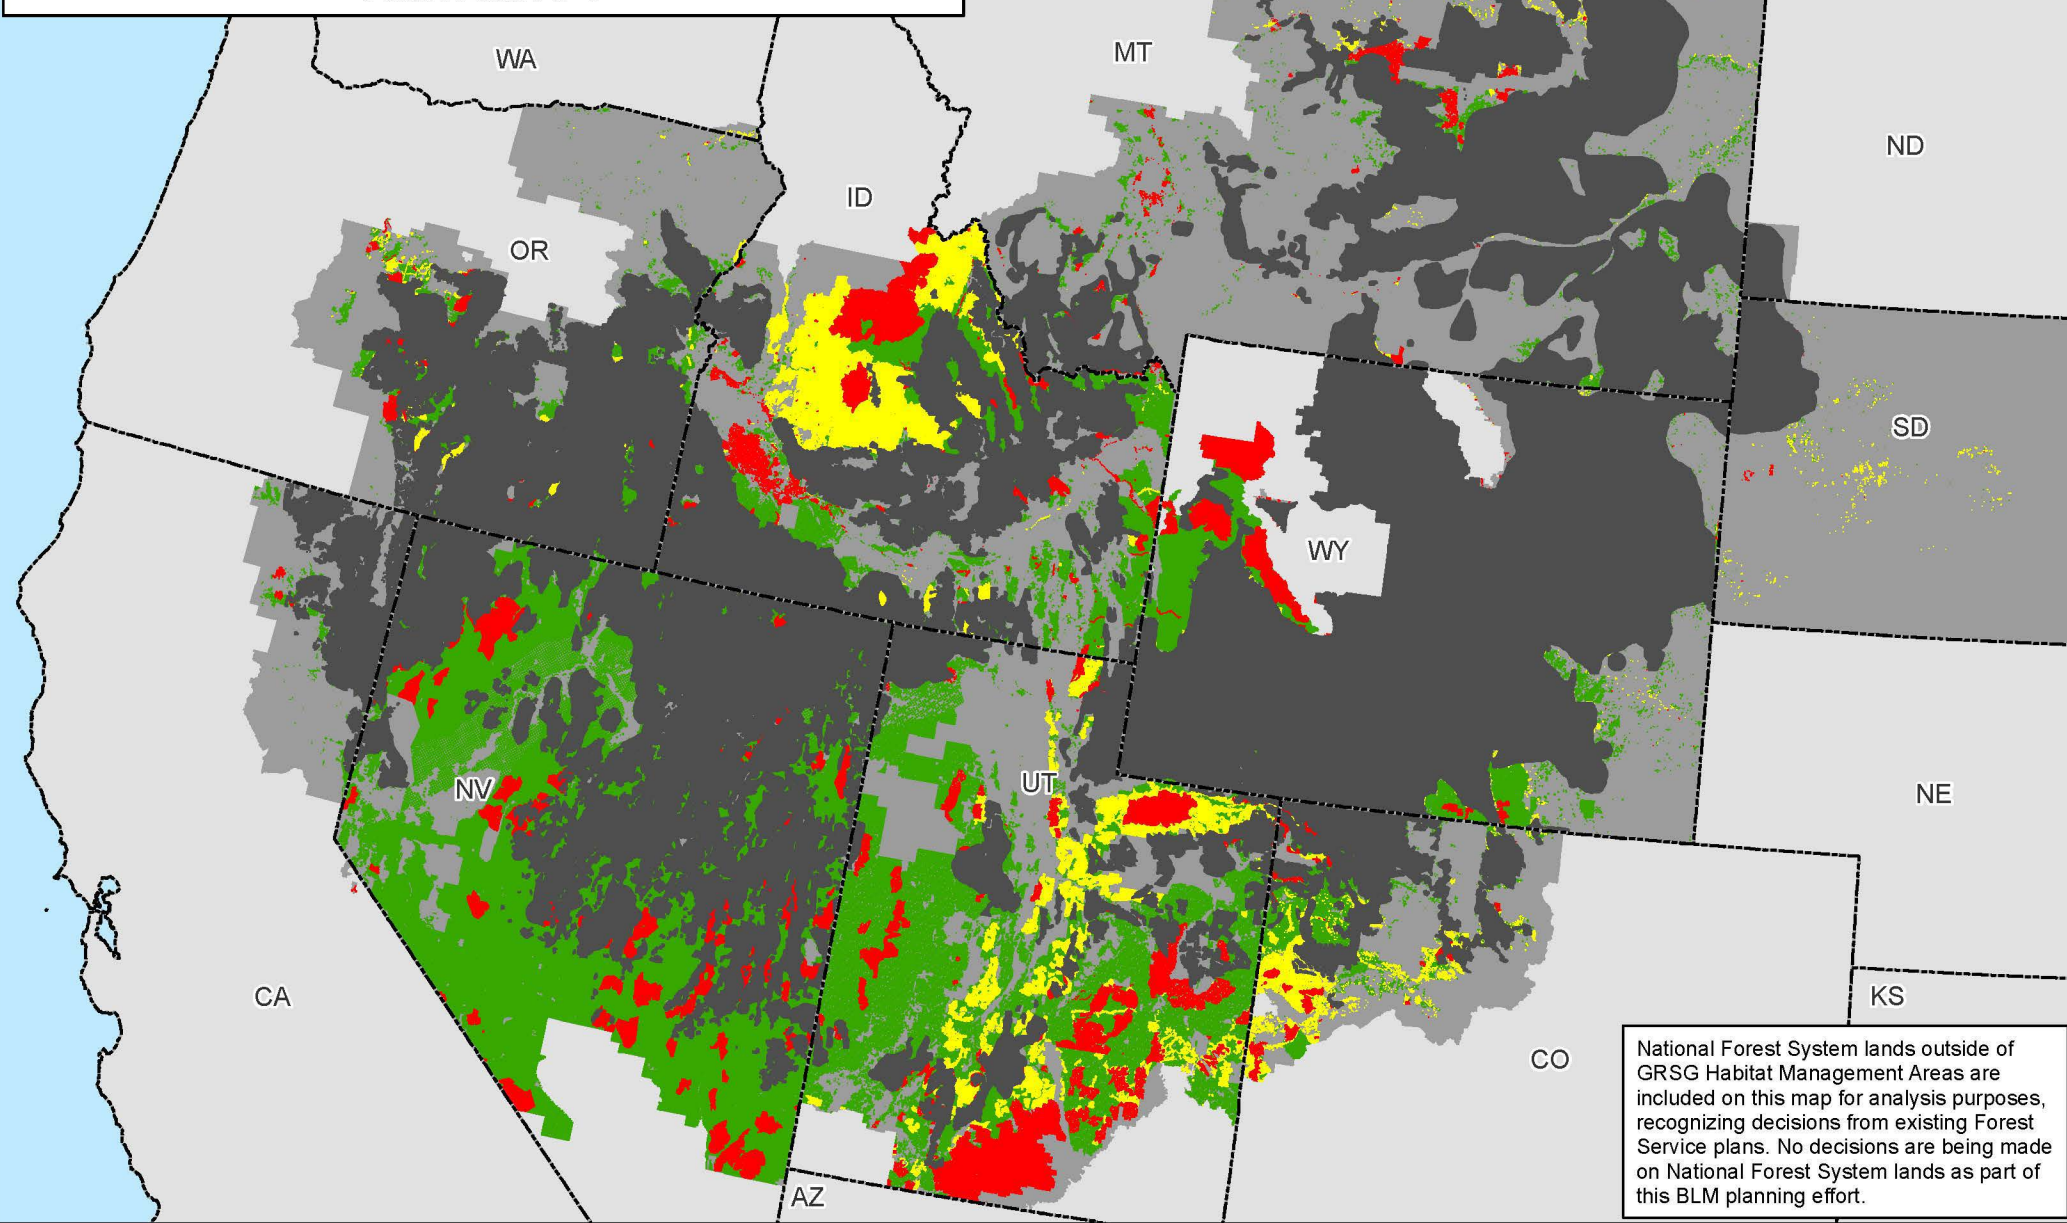 WA
MT
ND
ID
OR
SD
WY
NV
UT
NE
CA
KS
CO
AZ
National Forest System lands outside of
GRSG Habitat Management Areas are
included on this map for analysis purposes,
recognizing decisions from existing Forest
Service plans. No decisions are being made
on National Forest System lands as part of
this BLM planning effort.